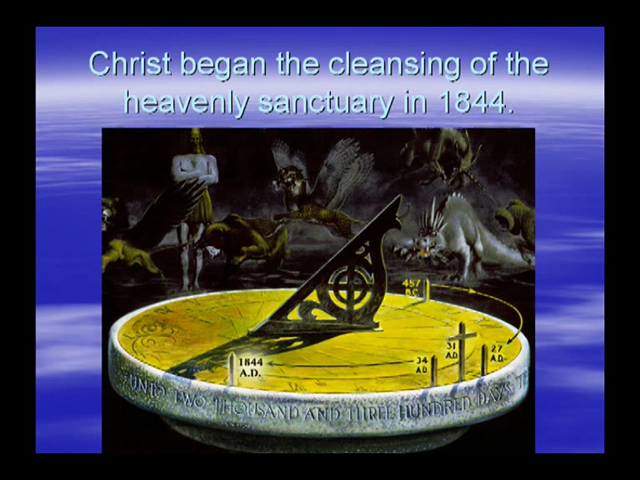 Christ began the cleansing of the
heavenly sanctuary in 1844.
457
B.C.
1844
A.D.
34
A.D.
31
A.D.
27
A.D.
UNTO TWO THOUSAND AND THREE HUNDRED DAYS